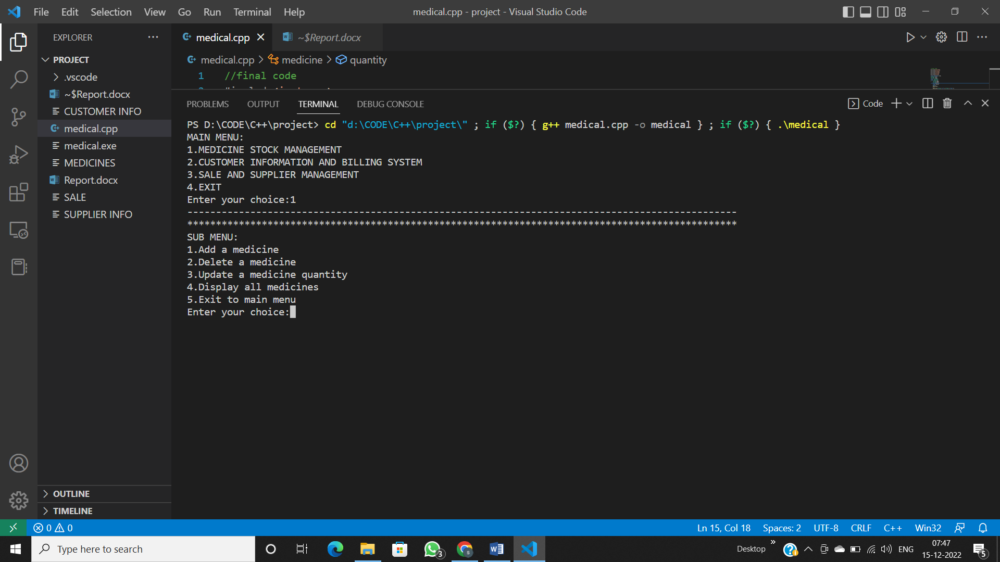 File Edit Selection View Go Run Terminal Help medical.cpp - project - Visual Studio Code
EXPLORER
medical.cpp
~$Report.docx
PROJECT
.vscode
~$Report.docx
CUSTOMER INFO
medical.cpp
medical.exe
MEDICINES
Report.docx
SALE
SUPPLIER INFO
OUTLINE
TIMELINE
medical.cpp > medicine > quantity
1 //final code
PROBLEMS OUTPUT TERMINAL DEBUG CONSOLE Code
PS D:\CODE\C++\project> cd "d:\CODE\C++\project\" ; if ($?) { g++ medical.cpp -o medical } ; if ($?) { .\medical }
MAIN MENU:
1.MEDICINE STOCK MANAGEMENT
2.CUSTOMER INFORMATION AND BILLING SYSTEM
3.SALE AND SUPPLIER MANAGEMENT
4.EXIT
Enter your choice:1
------------------------------------------------------------------------------------------------
************************************************************************************************
SUB MENU:
1.Add a medicine
2.Delete a medicine
3.Update a medicine quantity
4.Display all medicines
5.Exit to main menu
Enter your choice:
0 0 Ln 15, Col 18 Spaces: 2 UTF-8 CRLF C++ Win32
Type here to search
3
Desktop
ENG
07:47
15-12-2022
5